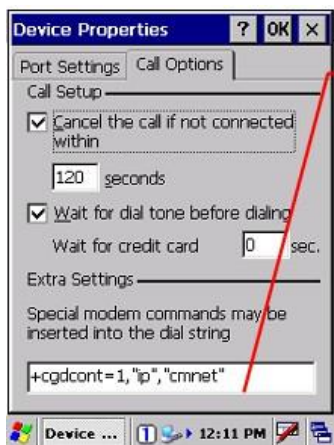 Device Properties ? OK ×
Port Settings Call Options
Call Setup
Cancel the call if not connected
within
120 seconds
Wait for dial tone before dialing
Wait for credit card 0 sec.
Extra Settings
Special modem commands may be
inserted into the dial string
+cgdcont=1,"ip","cmnet"
Device ... 1 12:11 PM